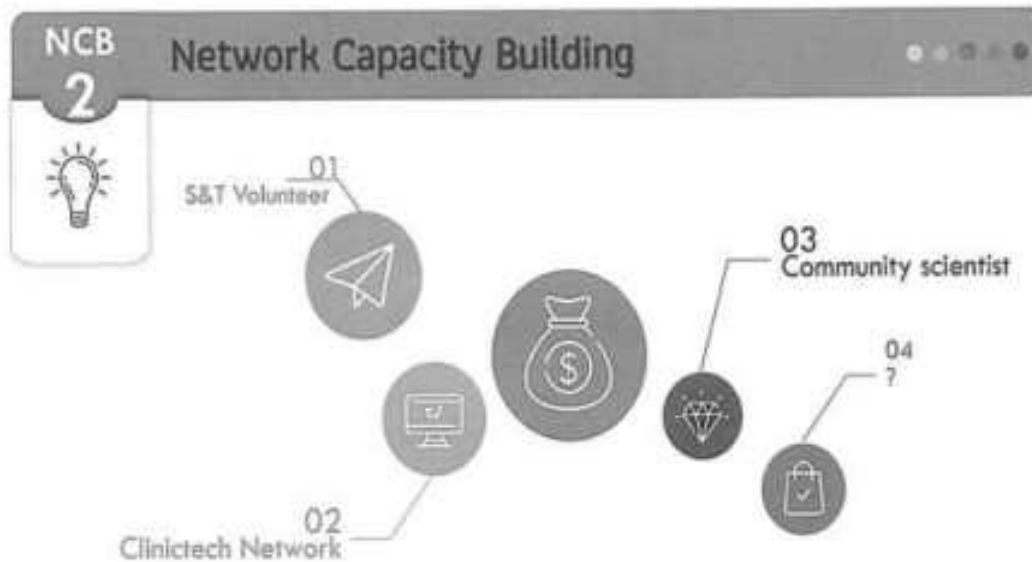 NCB
2
Network Capacity Building
01
S&T Volunteer
02
Clinictech Network
03
Community scientist
04
?
$